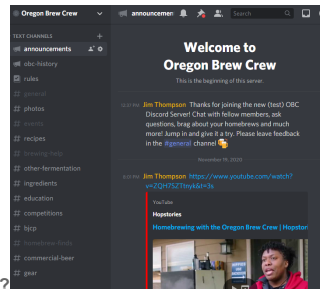 Oregon Brew Crew
announcemen
Search
TEXT CHANNELS
announcements
obc-history
rules
general
photos
events
recipes
brewing-help
other-fermentation
ingredients
education
competitions
bjcp
homebrew-finds
commercial-beer
gear
Welcome to
Oregon Brew Crew
This is the beginning of this server.
Jim Thompson Thanks for joining the new (test) OBC
Discord Server! Chat with fellow members, ask
questions, brag about your homebrews and much
more! Jump in and give it a try. Please leave feedback
in the #general channel
November 19, 2020
Jim Thompson https://www.youtube.com/watch?
v=ZQH7SZTtnyk&t=3s
YouTube
Hopstories
Homebrewing with the Oregon Brew Crew | Hopstori
?